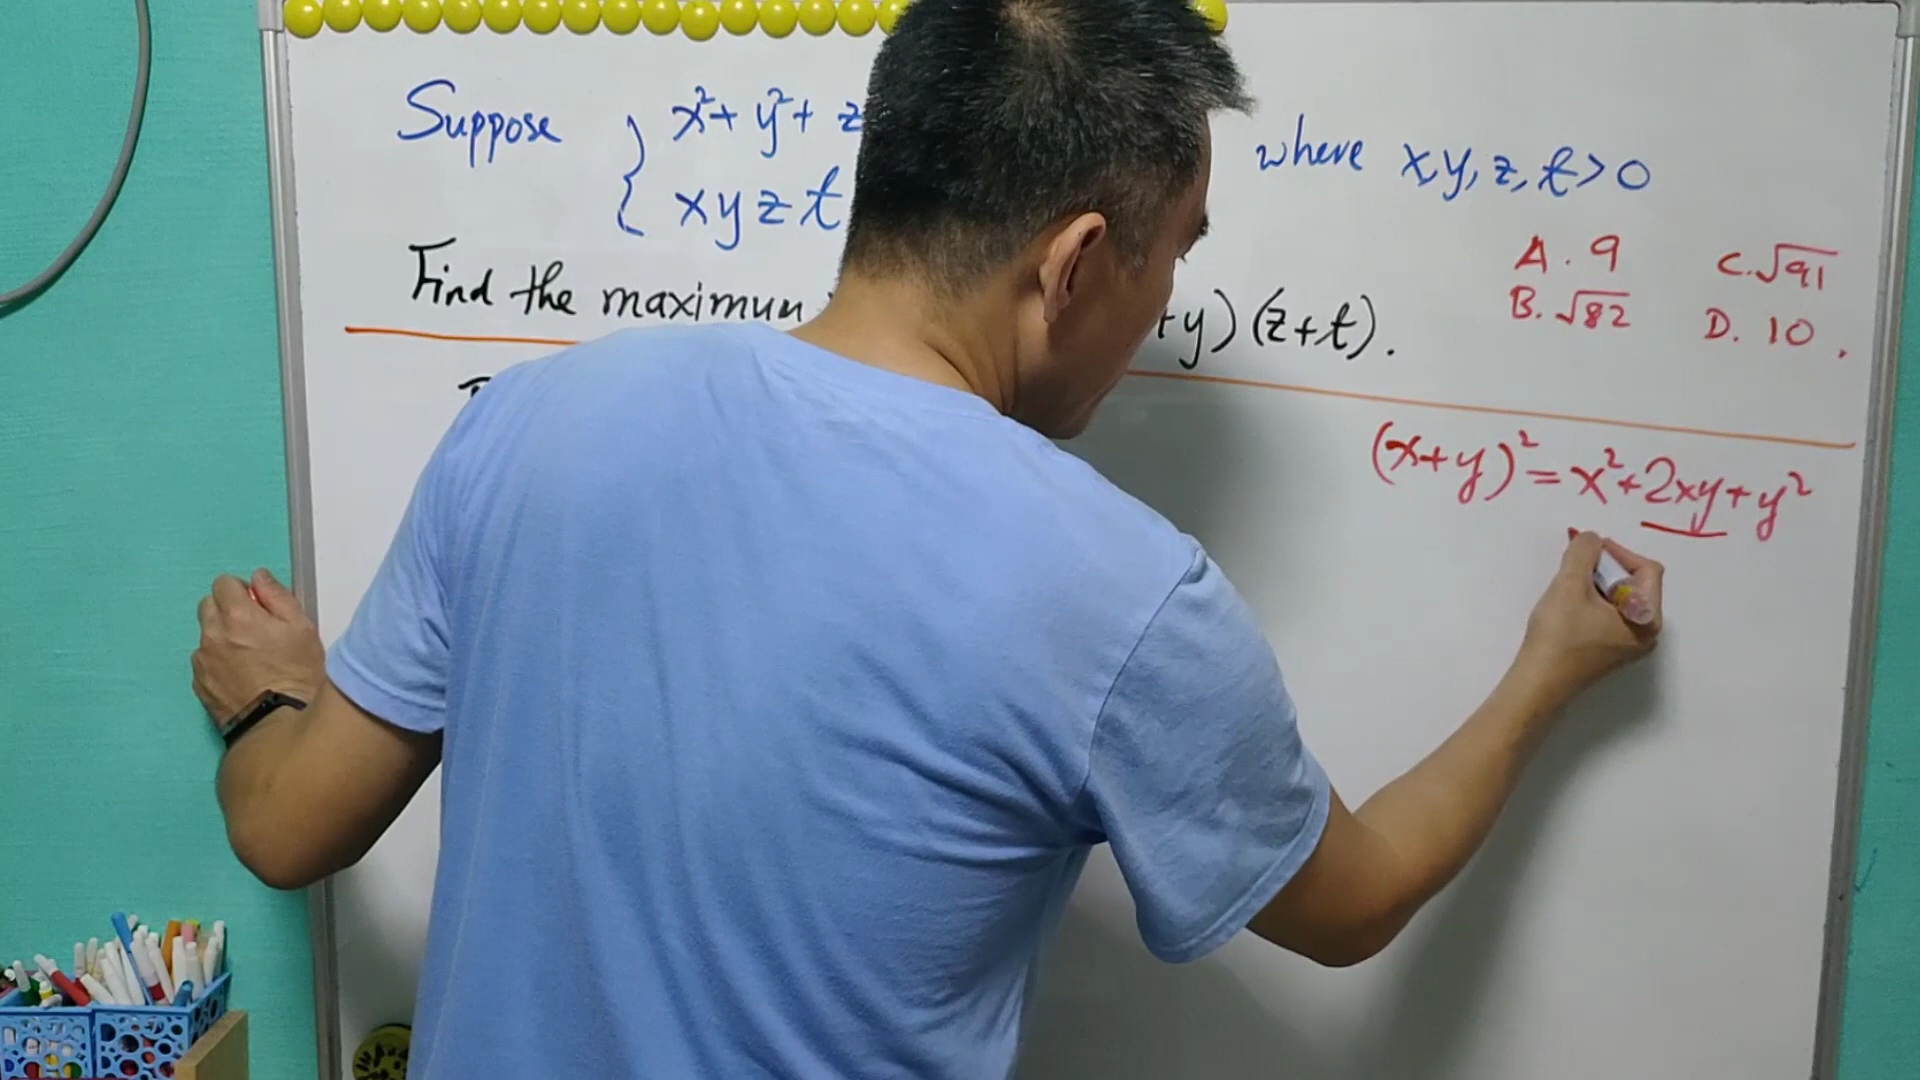 Suppose { x²+ y²+ z where x,y,z,t>0
xyzt
A. 9 C. √91
Find the maximum +y)(z+t). B. √82 D. 10.
(x+y)² = x²+2xy+y²